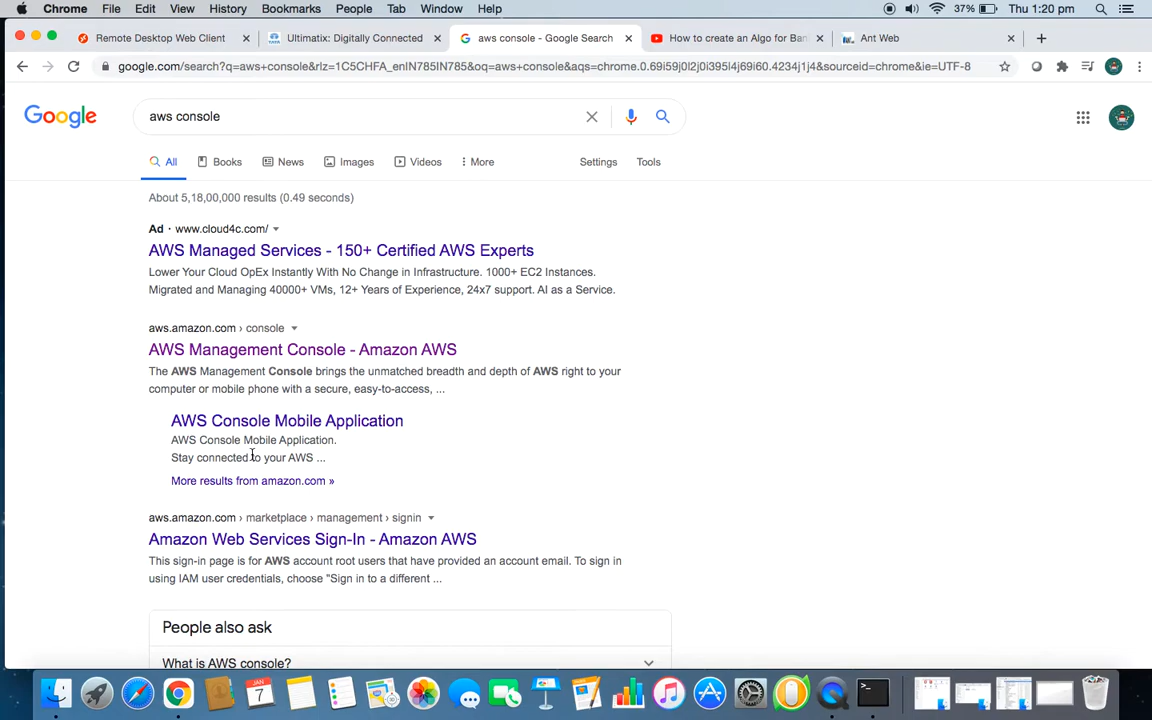 Chrome File Edit View History Bookmarks People Tab Window Help 37% Thu 1:20 pm
Remote Desktop Web Client Ultimatix: Digitally Connected aws console - Google Search How to create an Algo for Ban Ant Web
google.com/search?q=aws+console&rlz=1C5CHFA_enIN785IN785&oq=aws+console&aqs=chrome.0.69i59j0l2j0i395l4j69i60.4234j1j4&sourceid=chrome&ie=UTF-8
Google aws console
All Books News Images Videos More Settings Tools
About 5,18,00,000 results (0.49 seconds)
Ad · www.cloud4c.com/
AWS Managed Services - 150+ Certified AWS Experts
Lower Your Cloud OpEx Instantly With No Change in Infrastructure. 1000+ EC2 Instances.
Migrated and Managing 40000+ VMs, 12+ Years of Experience, 24x7 support. AI as a Service.
aws.amazon.com › console
AWS Management Console - Amazon AWS
The AWS Management Console brings the unmatched breadth and depth of AWS right to your
computer or mobile phone with a secure, easy-to-access, ...
AWS Console Mobile Application
AWS Console Mobile Application.
Stay connected to your AWS ...
More results from amazon.com »
aws.amazon.com › marketplace › management › signin
Amazon Web Services Sign-In - Amazon AWS
This sign-in page is for AWS account root users that have provided an account email. To sign in
using IAM user credentials, choose "Sign in to a different ...
People also ask
What is AWS console?
JAN
7